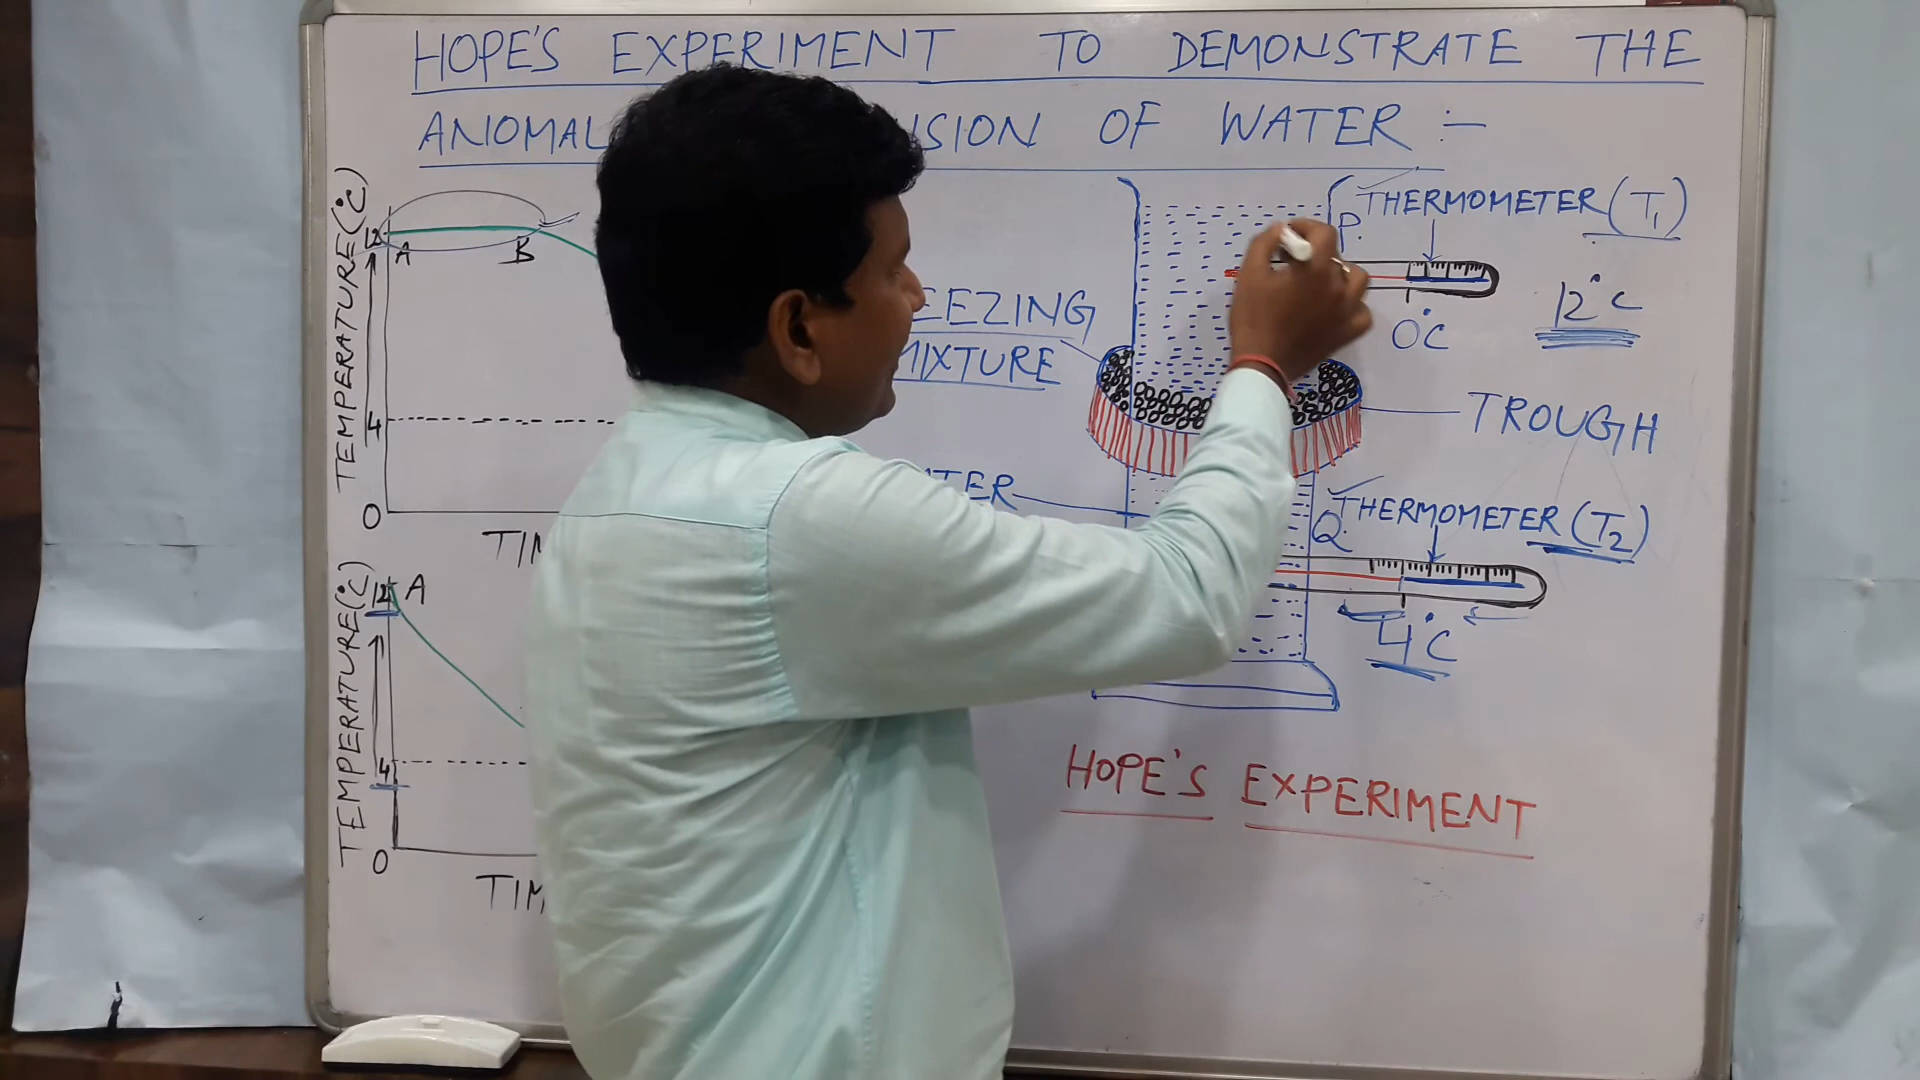 HOPE'S EXPERIMENT TO DEMONSTRATE THE
ANOMAL NSION OF WATER :-
TEMPERATURE (°C)
12
A
B
4
0
TIM
TEMPERATURE (°C)
12
A
4
0
TIM
EEZING
MIXTURE
TER
P.
THERMOMETER (T1)
0°C
12°C
TROUGH
Q.
THERMOMETER (T2)
4°C
HOPE'S EXPERIMENT